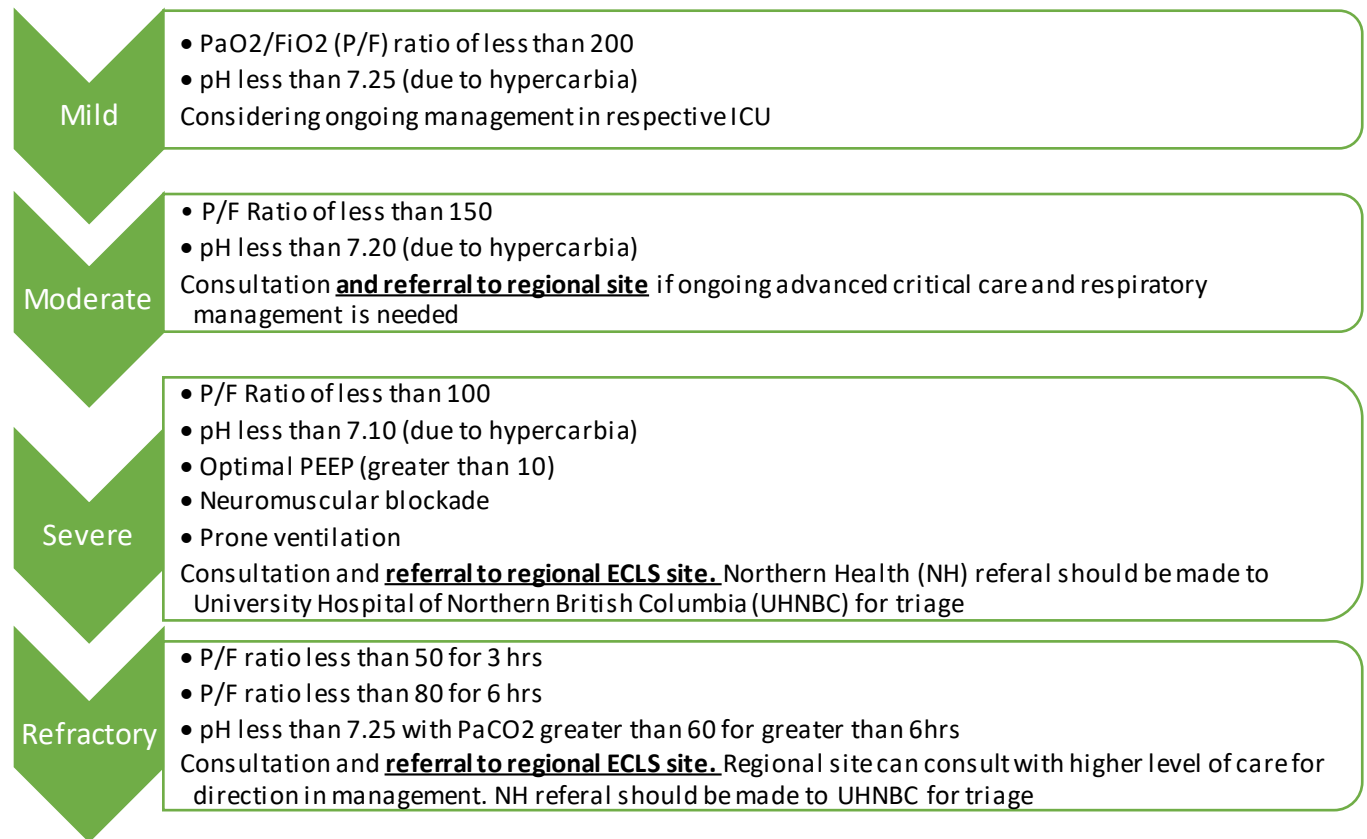 Mild
• PaO2/FiO2 (P/F) ratio of less than 200
• pH less than 7.25 (due to hypercarbia)
Considering ongoing management in respective ICU
Moderate
• P/F Ratio of less than 150
• pH less than 7.20 (due to hypercarbia)
Consultation and referral to regional site if ongoing advanced critical care and respiratory
management is needed
Severe
• P/F Ratio of less than 100
• pH less than 7.10 (due to hypercarbia)
• Optimal PEEP (greater than 10)
• Neuromuscular blockade
• Prone ventilation
Consultation and referral to regional ECLS site. Northern Health (NH) referal should be made to
University Hospital of Northern British Columbia (UHNBC) for triage
Refractory
• P/F ratio less than 50 for 3 hrs
• P/F ratio less than 80 for 6 hrs
• pH less than 7.25 with PaCO2 greater than 60 for greater than 6hrs
Consultation and referral to regional ECLS site. Regional site can consult with higher level of care for
direction in management. NH referal should be made to UHNBC for triage